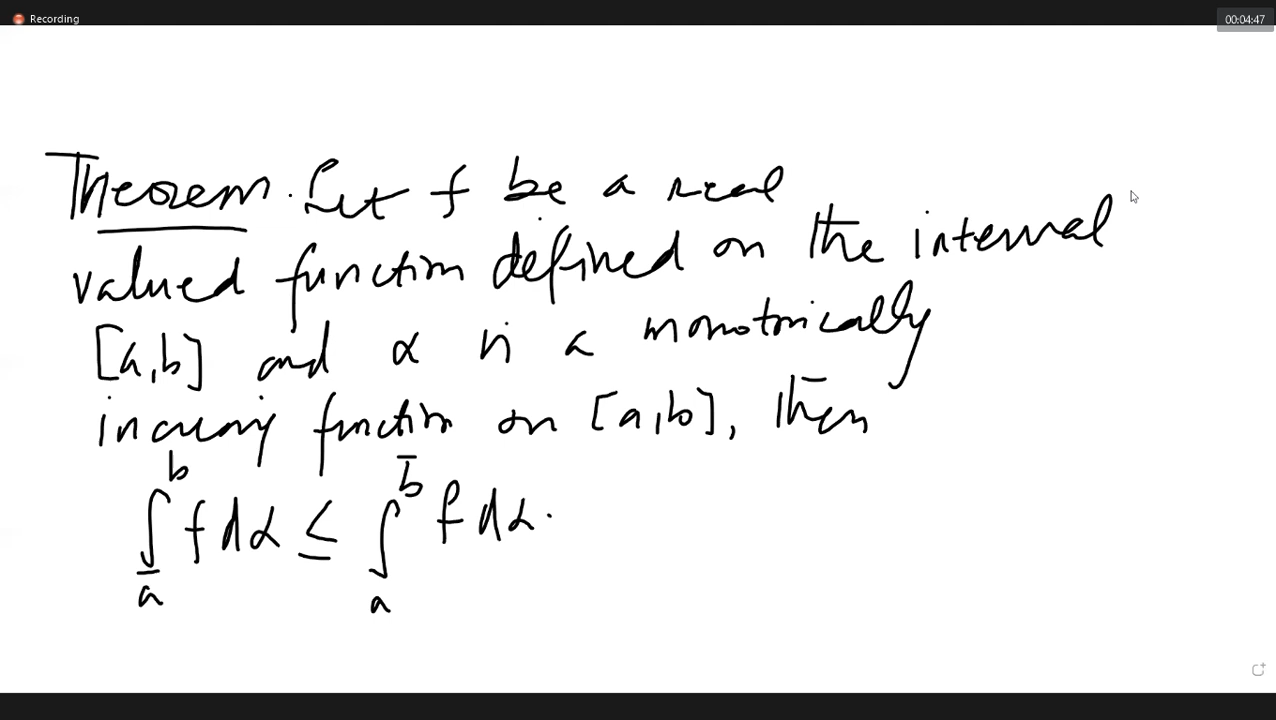 Recording
00:04:47
Theorem. Let f be a real
valued function defined on the interval
[a,b] and α is a monotonically
increasing function on [a,b], then
∫̲ₐᵇ f dα ≤ ∫ₐᵇ̄ f dα.